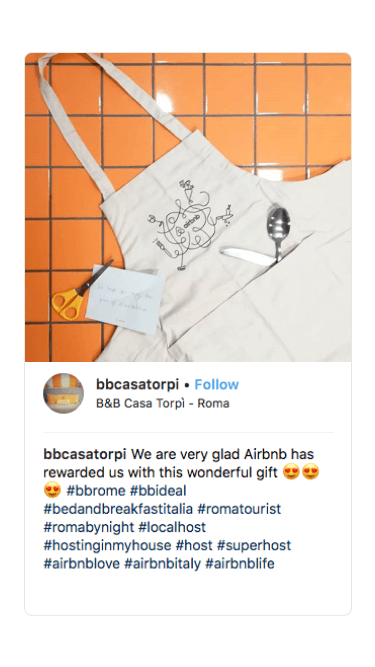 airbnb
bbcasatorpi • Follow
B&B Casa Torpì - Roma
bbcasatorpi We are very glad Airbnb has
rewarded us with this wonderful gift 😍😍
😍 #bbrome #bbideal
#bedandbreakfastitalia #romatourist
#romabynight #localhost
#hostinginmyhouse #host #superhost
#airbnblove #airbnbitaly #airbnblife